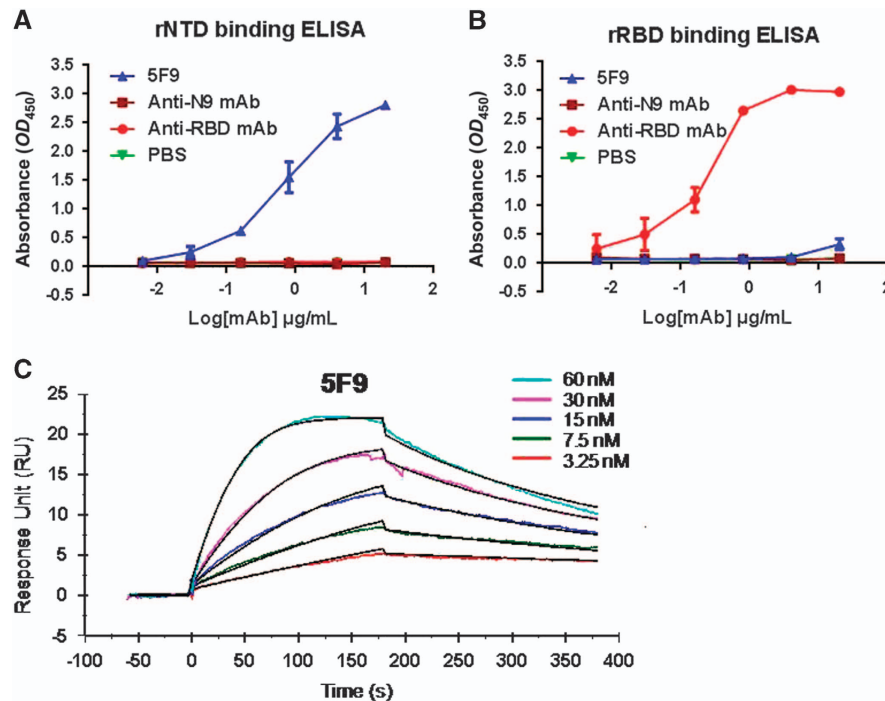 A
rNTD binding ELISA
Absorbance (OD450)
3.5
3.0
2.5
2.0
1.5
1.0
0.5
0.0
-0.5
5F9
Anti-N9 mAb
Anti-RBD mAb
PBS
-2
-1
0
1
2
Log[mAb] µg/mL
B
rRBD binding ELISA
Absorbance (OD450)
3.5
3.0
2.5
2.0
1.5
1.0
0.5
0.0
-0.5
5F9
Anti-N9 mAb
Anti-RBD mAb
PBS
-2
-1
0
1
2
Log[mAb] µg/mL
C
5F9
Response Unit (RU)
25
20
15
10
5
0
-5
60 nM
30 nM
15 nM
7.5 nM
3.25 nM
-100
-50
0
50
100
150
200
250
300
350
400
Time (s)